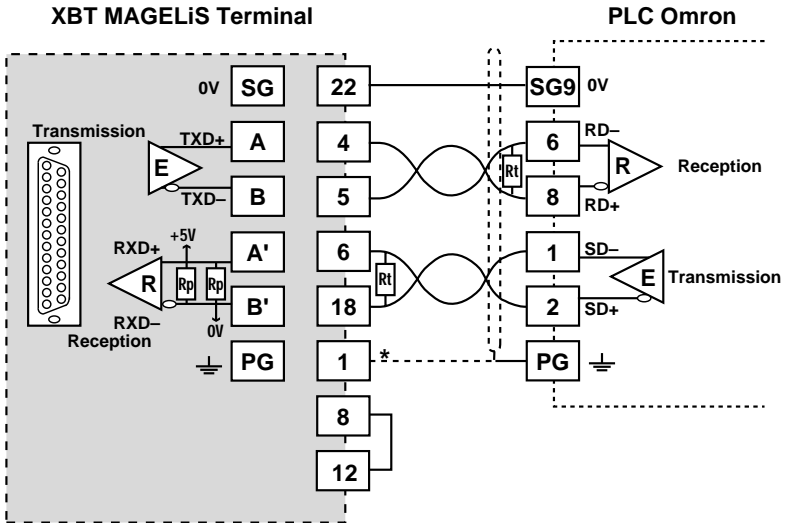 XBT MAGELiS Terminal
PLC Omron
0V SG 22 SG9 0V
Transmission
TXD+ A 4 6 RD–
E Rt R Reception
TXD– B 5 8 RD+
+5V
RXD+ A' 6 1 SD–
R Rp Rp Rt E Transmission
B' 18 2 SD+
RXD– 0V
Reception
PG 1 * PG
8
12